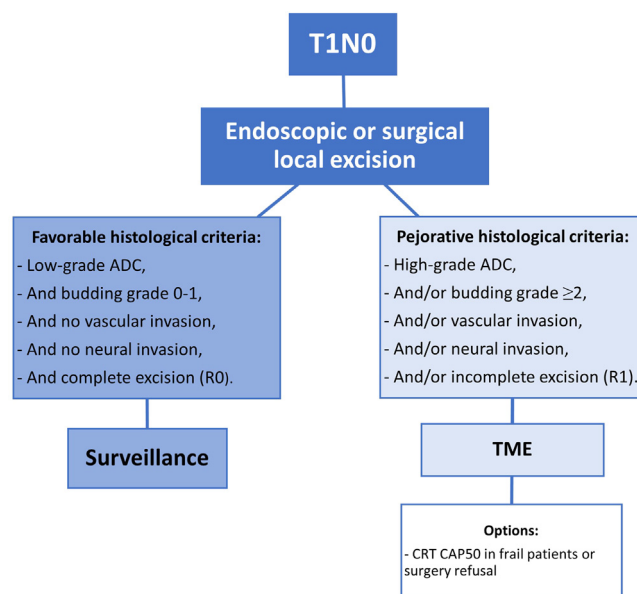 T1N0
Endoscopic or surgical
local excision
Favorable histological criteria:
- Low-grade ADC,
- And budding grade 0-1,
- And no vascular invasion,
- And no neural invasion,
- And complete excision (R0).
Surveillance
Pejorative histological criteria:
- High-grade ADC,
- And/or budding grade ≥2,
- And/or vascular invasion,
- And/or neural invasion,
- And/or incomplete excision (R1).
TME
Options:
- CRT CAP50 in frail patients or
surgery refusal